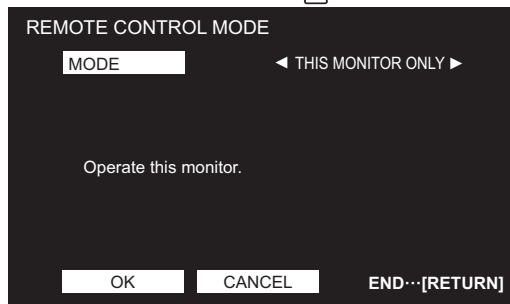 REMOTE CONTROL MODE
MODE ◄ THIS MONITOR ONLY ►
Operate this monitor.
OK CANCEL END···[RETURN]